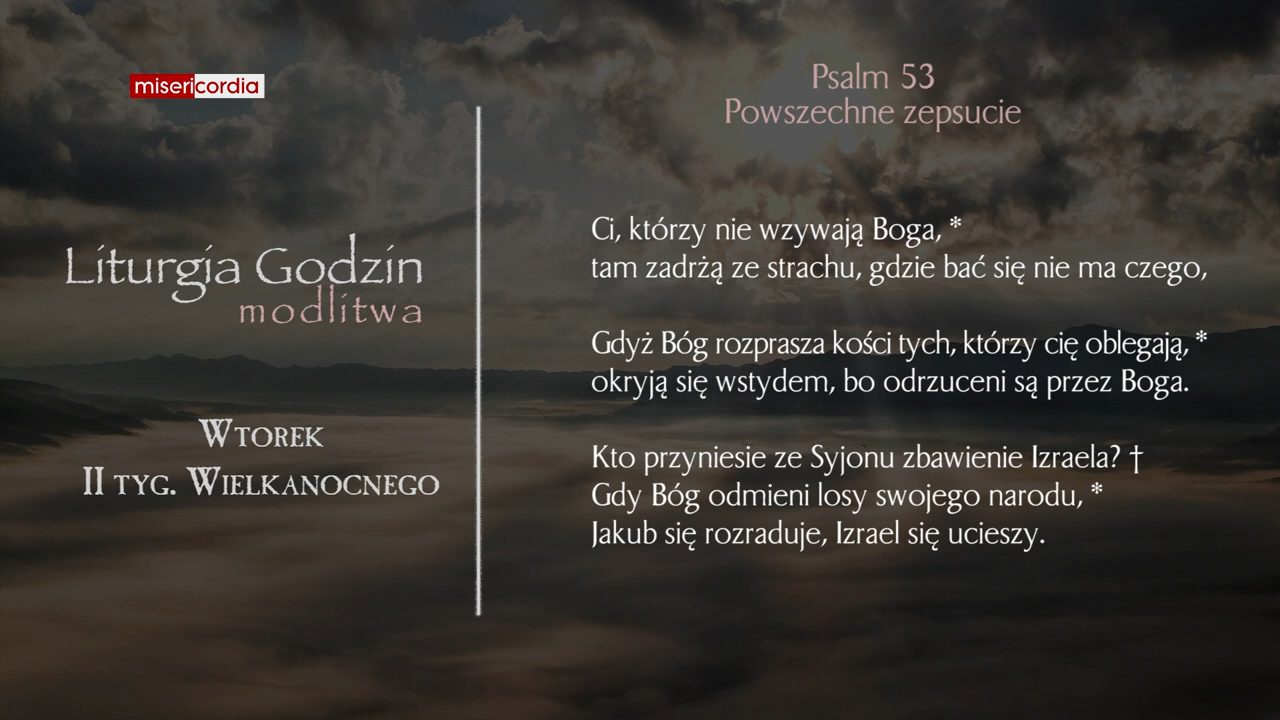 misericordia
Liturgia Godzin
modlitwa
Wtorek
II tyg. Wielkanocnego
Psalm 53
Powszechne zepsucie
Ci, którzy nie wzywają Boga, *
tam zadrżą ze strachu, gdzie bać się nie ma czego,
Gdyż Bóg rozprasza kości tych, którzy cię oblegają, *
okryją się wstydem, bo odrzuceni są przez Boga.
Kto przyniesie ze Syjonu zbawienie Izraela? †
Gdy Bóg odmieni losy swojego narodu, *
Jakub się rozraduje, Izrael się ucieszy.